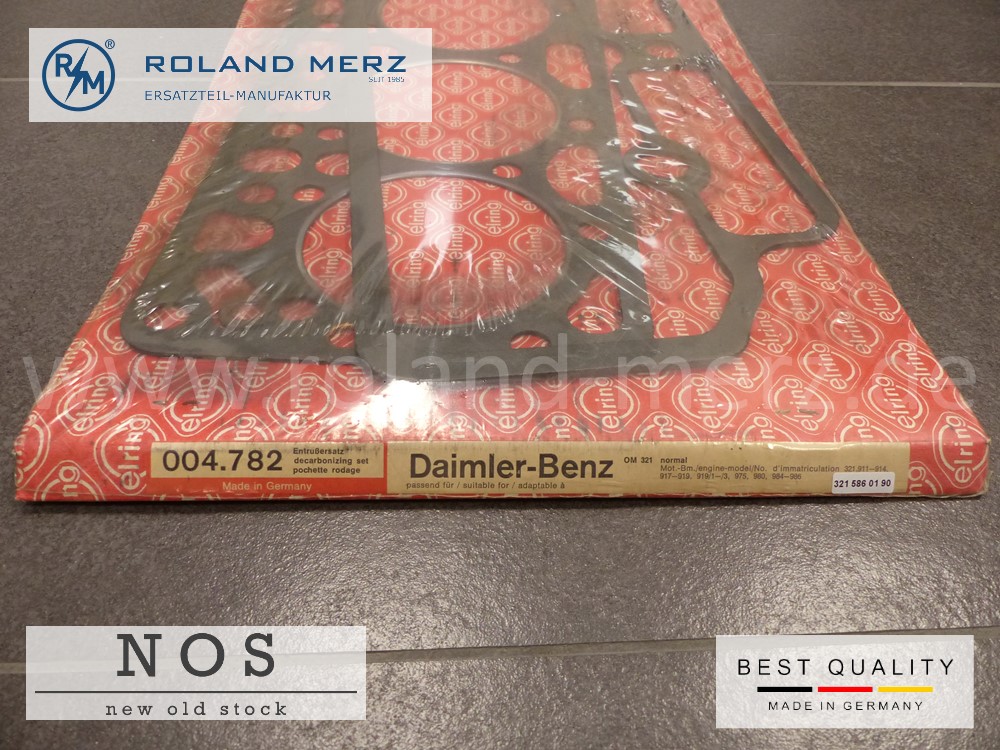 R/M®
ROLAND MERZ
SEIT 1985
ERSATZTEIL-MANUFAKTUR
www.roland-merz.de
elring
004.782
Entrußersatz
decarbonizing set
pochette rodage
Made in Germany
Daimler-Benz
passend für / suitable for / adaptable à
OM 321 normal
Mot.-Bm./engine-model/No. d'immatriculation 321.911–914,
917–919, 919/1–/3, 975, 980, 984–986
321 586 01 90
NOS
new old stock
BEST QUALITY
MADE IN GERMANY